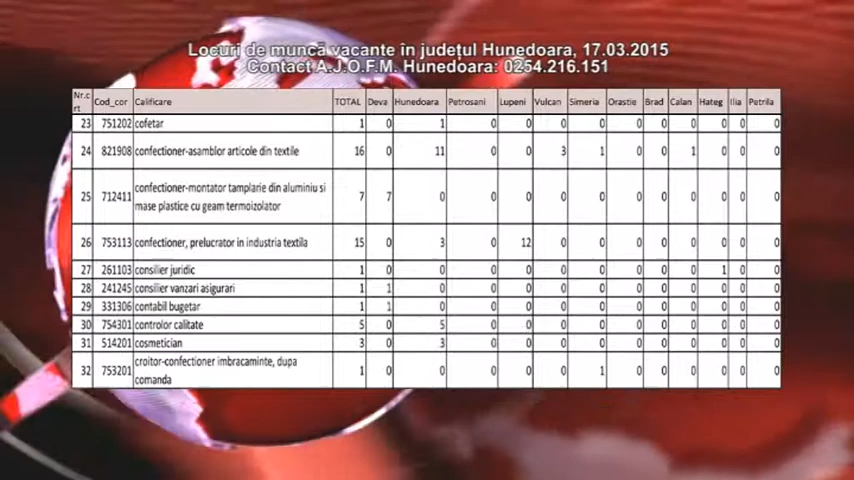 Locuri de muncă vacante în județul Hunedoara, 17.03.2015
Contact A.J.O.F.M. Hunedoara: 0254.216.151
Nr.c rt Cod_cor Calificare TOTAL Deva Hunedoara Petrosani Lupeni Vulcan Simeria Orastie Brad Calan Hateg Ilia Petrila
23 751202 cofetar 1 0 1 0 0 0 0 0 0 0 0 0 0
24 821908 confectioner-asamblor articole din textile 16 0 11 0 0 3 1 0 0 1 0 0 0
25 712411 confectioner-montator tamplarie din aluminiu si
mase plastice cu geam termoizolator 7 7 0 0 0 0 0 0 0 0 0 0 0
26 753113 confectioner, prelucrator in industria textila 15 0 3 0 12 0 0 0 0 0 0 0 0
27 261103 consilier juridic 1 0 0 0 0 0 0 0 0 0 1 0 0
28 241245 consilier vanzari asigurari 1 1 0 0 0 0 0 0 0 0 0 0 0
29 331306 contabil bugetar 1 1 0 0 0 0 0 0 0 0 0 0 0
30 754301 controlor calitate 5 0 5 0 0 0 0 0 0 0 0 0 0
31 514201 cosmetician 3 0 3 0 0 0 0 0 0 0 0 0 0
32 753201 croitor-confectioner imbracaminte, dupa
comanda 1 0 0 0 0 0 1 0 0 0 0 0 0